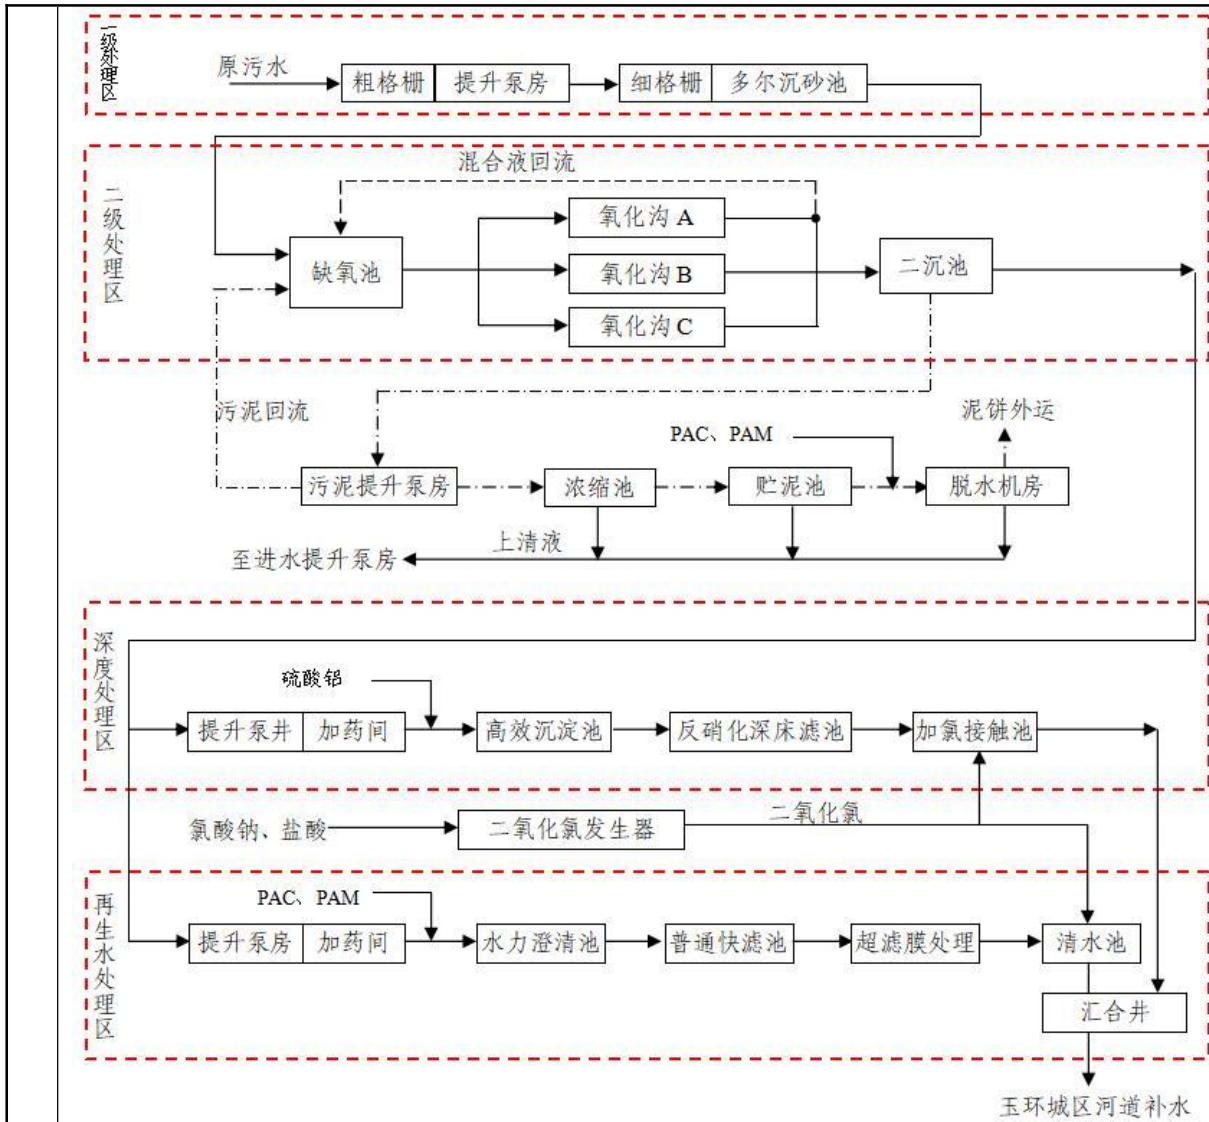 一级处理区
原污水
粗格栅 提升泵房 细格栅 多尔沉砂池
二级处理区
混合液回流
氧化沟 A
缺氧池 氧化沟 B 二沉池
氧化沟 C
污泥回流
PAC、PAM
泥饼外运
污泥提升泵房 浓缩池 贮泥池 脱水机房
上清液
至进水提升泵房
深度处理区
硫酸铝
提升泵井 加药间 高效沉淀池 反硝化深床滤池 加氯接触池
氯酸钠、盐酸 二氧化氯发生器 二氧化氯
再生水处理区
PAC、PAM
提升泵房 加药间 水力澄清池 普通快滤池 超滤膜处理 清水池
汇合井
玉环城区河道补水